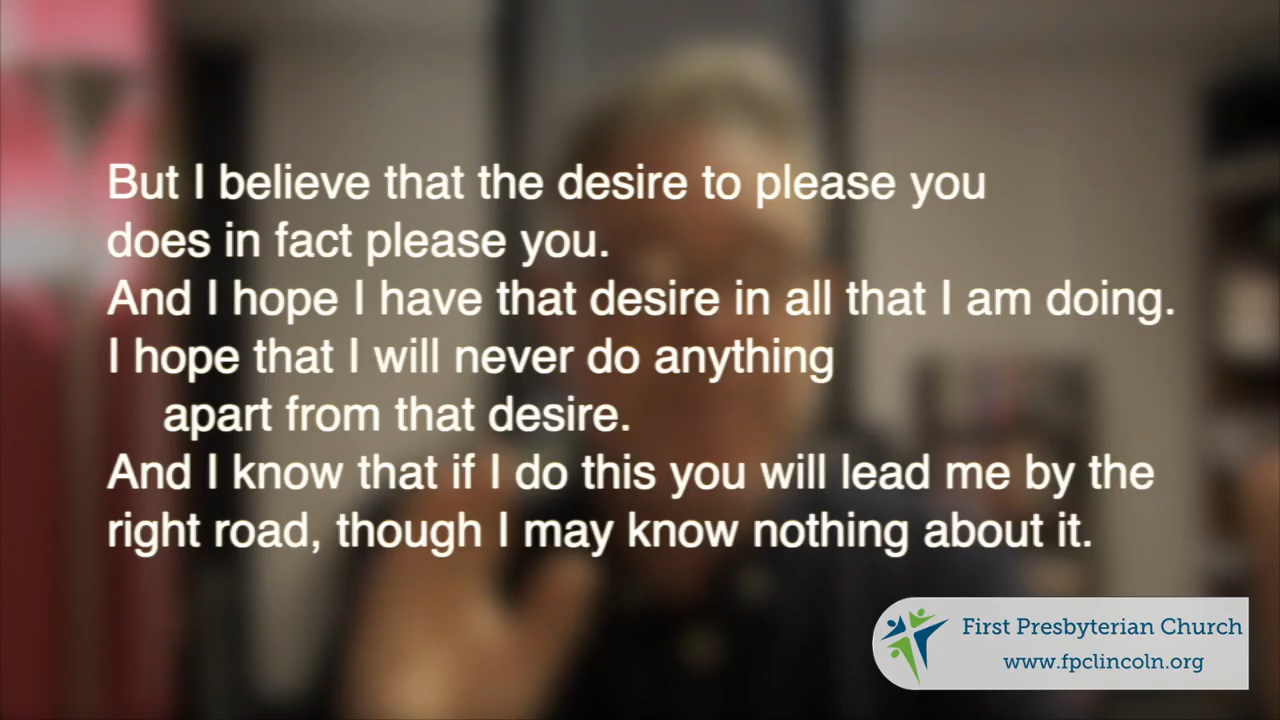 But I believe that the desire to please you
does in fact please you.
And I hope I have that desire in all that I am doing.
I hope that I will never do anything
apart from that desire.
And I know that if I do this you will lead me by the
right road, though I may know nothing about it.
First Presbyterian Church
www.fpclincoln.org